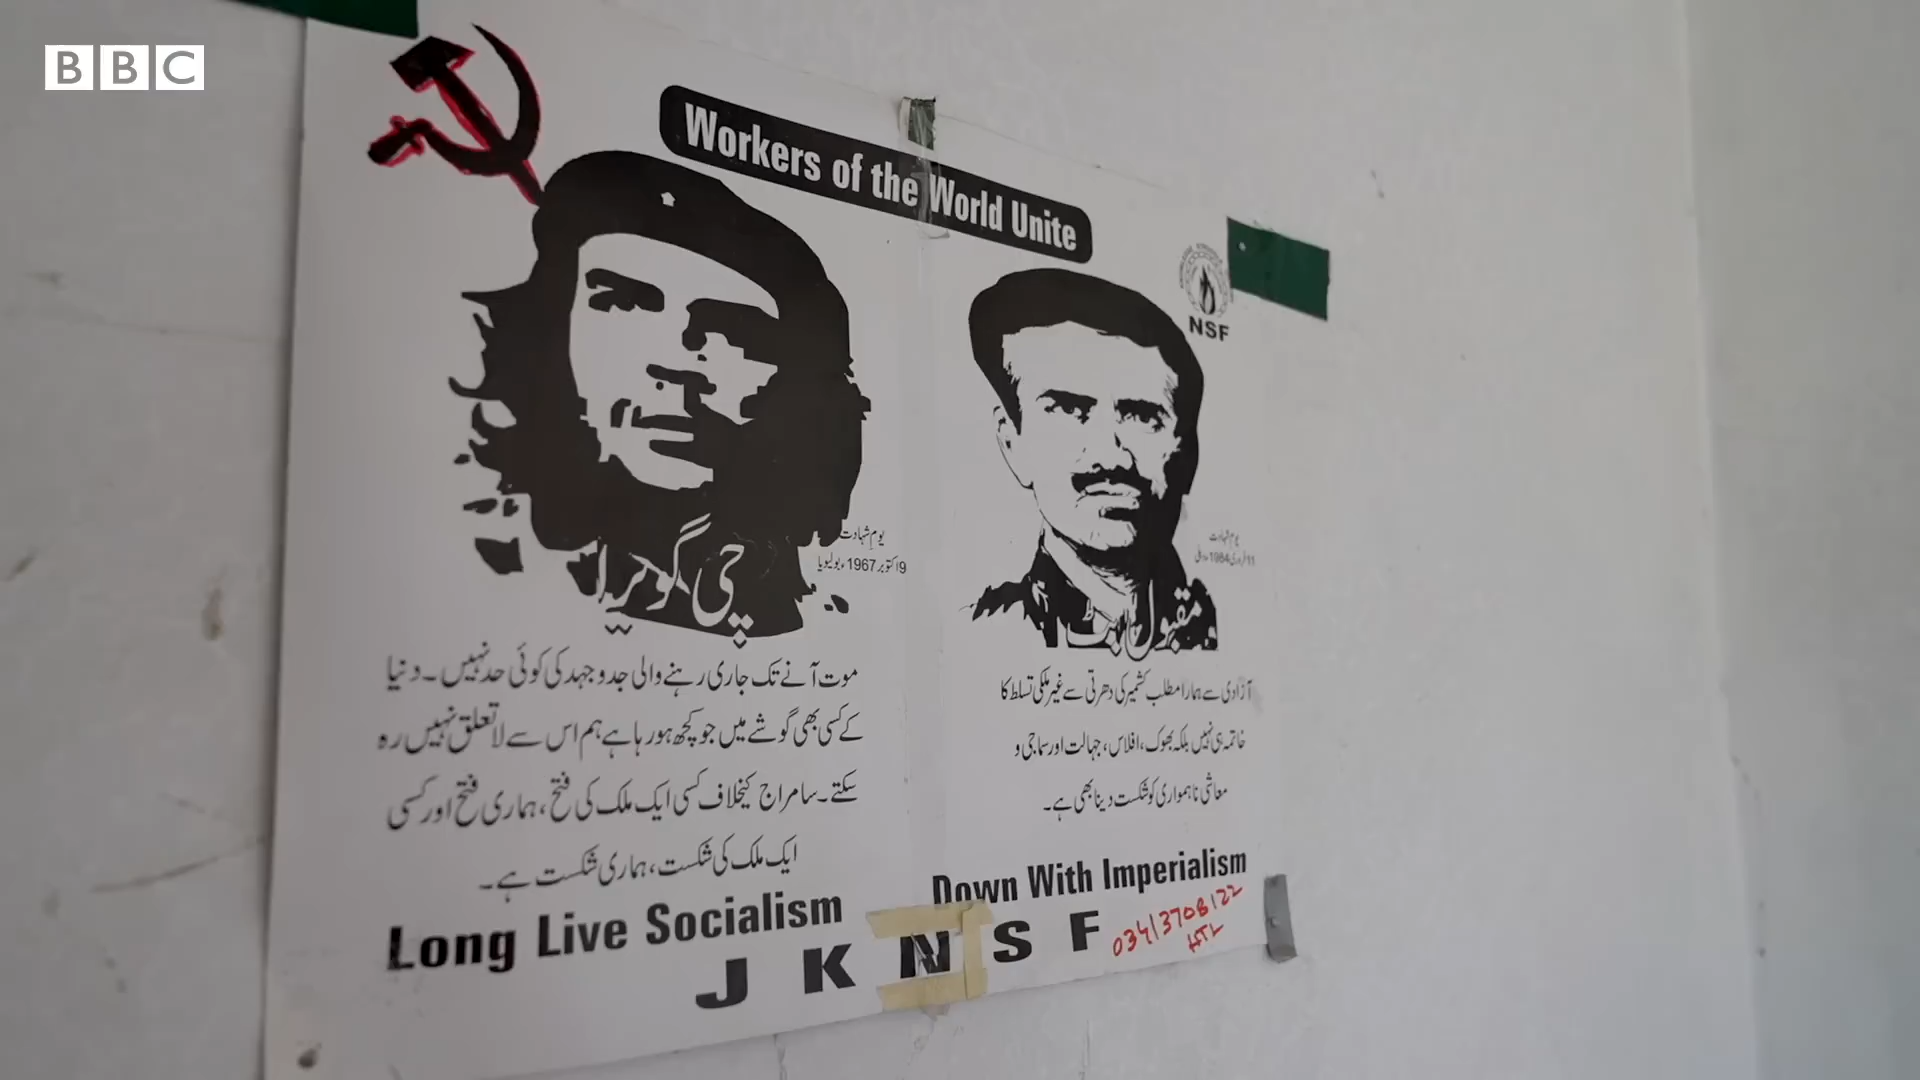 BBC
Workers of the World Unite
NSF
چی گویرا
یومِ شہادت
9 اکتوبر 1967ء بولیویا
مقبول بٹ
یومِ شہادت
11 فروری 1984ء دہلی
موت آنے تک جاری رہنے والی جدوجہد کی کوئی حد نہیں۔ دنیا
کے کسی بھی گوشے میں جو کچھ ہو رہا ہے ہم اس سے لاتعلق نہیں رہ
سکتے۔ سامراج کیخلاف کسی ایک ملک کی فتح، ہماری فتح اور کسی
ایک ملک کی شکست، ہماری شکست ہے۔
آزادی سے ہمارا مطلب کشمیر کی دھرتی سے غیر ملکی تسلط کا
خاتمہ ہی نہیں بلکہ بھوک، افلاس، جہالت اور سماجی و
معاشی ناہمواری کو شکست دینا بھی ہے۔
Long Live Socialism
Down With Imperialism
J K N S F
03413708122